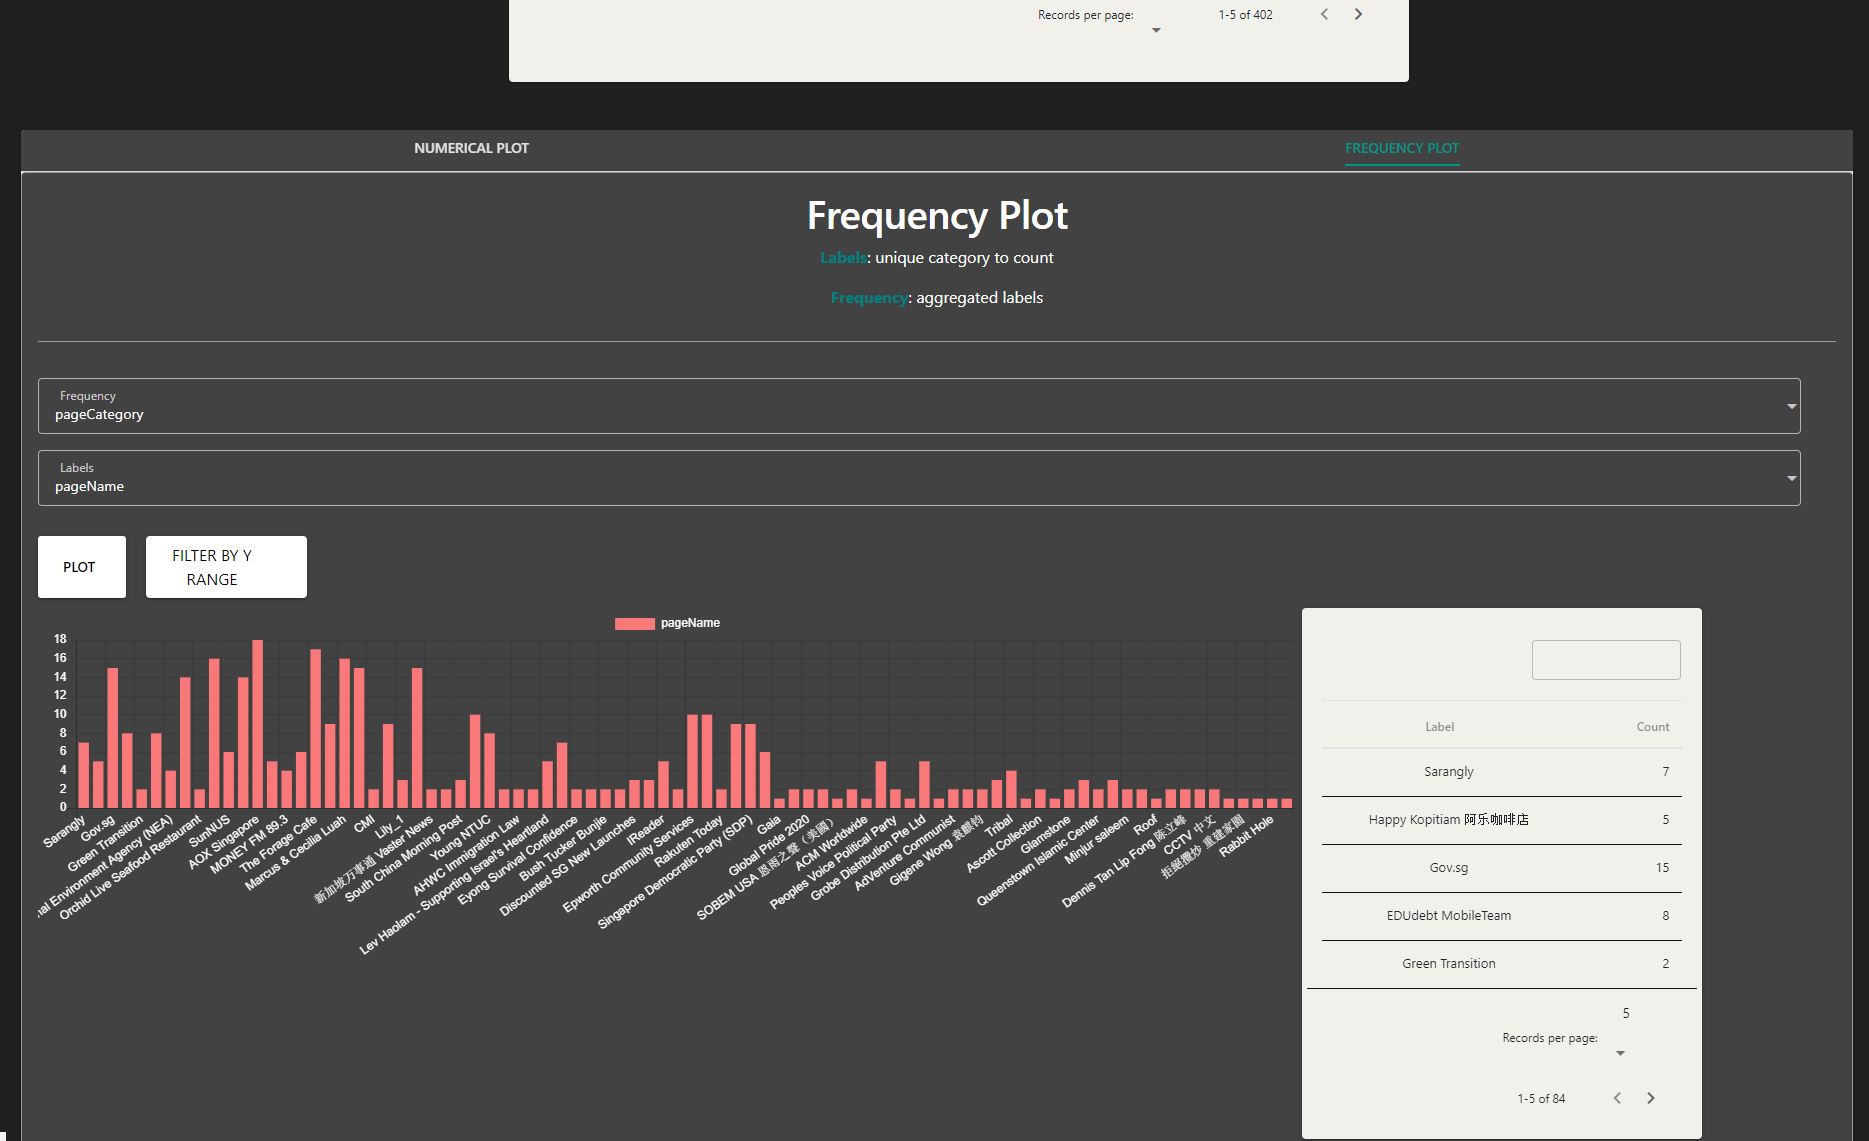 Records per page:
1-5 of 402
NUMERICAL PLOT
FREQUENCY PLOT
Frequency Plot
Labels: unique category to count
Frequency: aggregated labels
Frequency
pageCategory
Labels
pageName
PLOT
FILTER BY Y
RANGE
pageName
18
16
14
12
10
8
6
4
2
0
Sarangly
Gov.sg
Green Transition
nal Environment Agency (NEA)
Orchid Live Seafood Restaurant
SunNUS
AOX Singapore
MONEY FM 89.3
The Forage Cafe
Marcus & Cecilia Luah
CMI
Lily_1
新加坡万事通 Vaster News
South China Morning Post
Young NTUC
AHWC Immigration Law
Lev Haolam - Supporting Israel's Heartland
Eyong Survival Confidence
Bush Tucker Bunjie
Discounted SG New Launches
IReader
Epworth Community Services
Rakuten Today
Singapore Democratic Party (SDP)
Gaia
Global Pride 2020
SOBEM USA 恩雨之聲（美國）
ACM Worldwide
Peoples Voice Political Party
Grobe Distribution Pte Ltd
AdVenture Communist
Gigene Wong 袁麒钧
Tribal
Ascott Collection
Glamstone
Queenstown Islamic Center
Minjur saleem
Roof
Dennis Tan Lip Fong 陈立峰
CCTV 中文
拒絕攬炒 重建家園
Rabbit Hole
Label Count
Sarangly 7
Happy Kopitiam 阿乐咖啡店 5
Gov.sg 15
EDUdebt MobileTeam 8
Green Transition 2
5
Records per page:
1-5 of 84